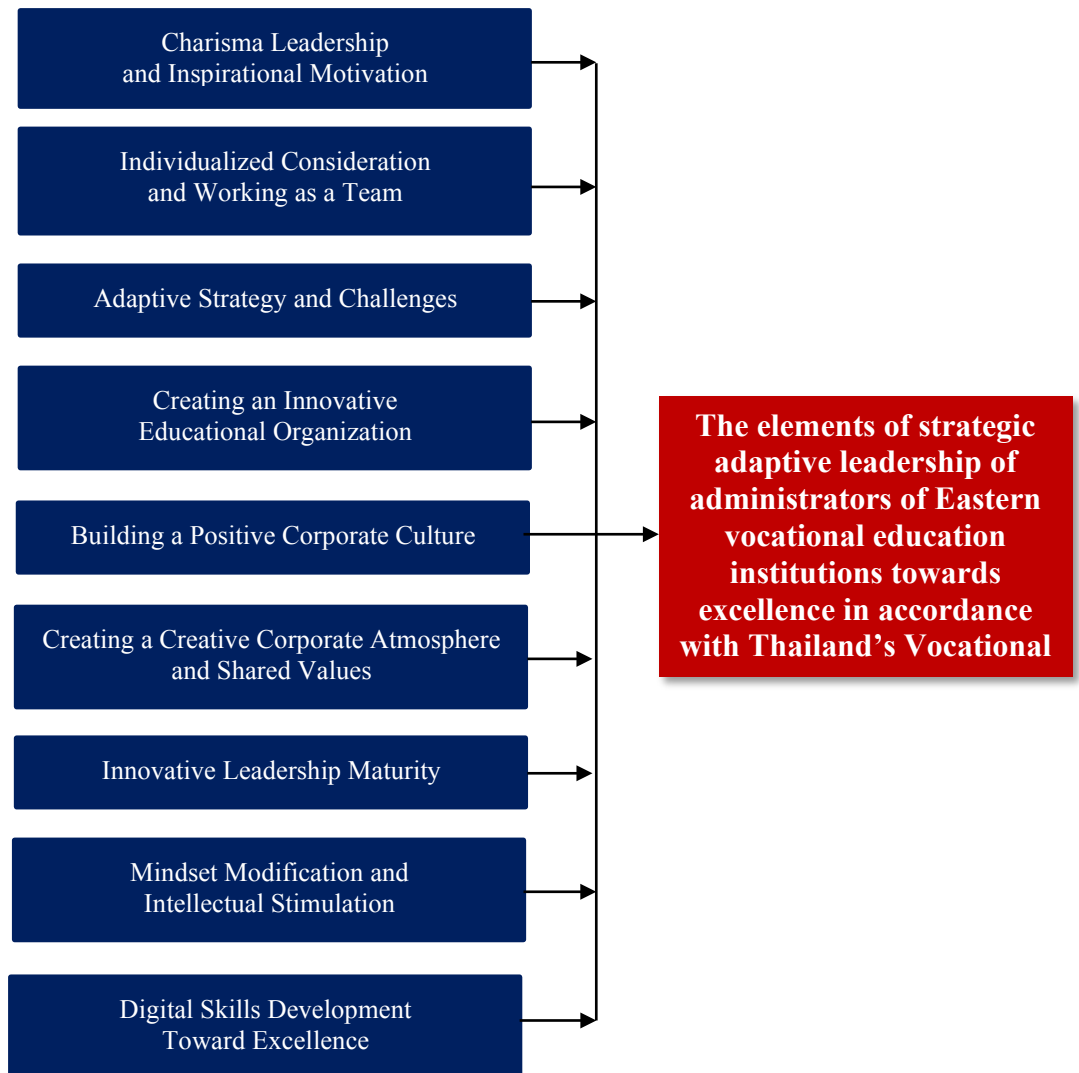 Charisma Leadership
and Inspirational Motivation
Individualized Consideration
and Working as a Team
Adaptive Strategy and Challenges
Creating an Innovative
Educational Organization
Building a Positive Corporate Culture
Creating a Creative Corporate Atmosphere
and Shared Values
Innovative Leadership Maturity
Mindset Modification and
Intellectual Stimulation
Digital Skills Development
Toward Excellence
The elements of strategic
adaptive leadership of
administrators of Eastern
vocational education
institutions towards
excellence in accordance
with Thailand’s Vocational